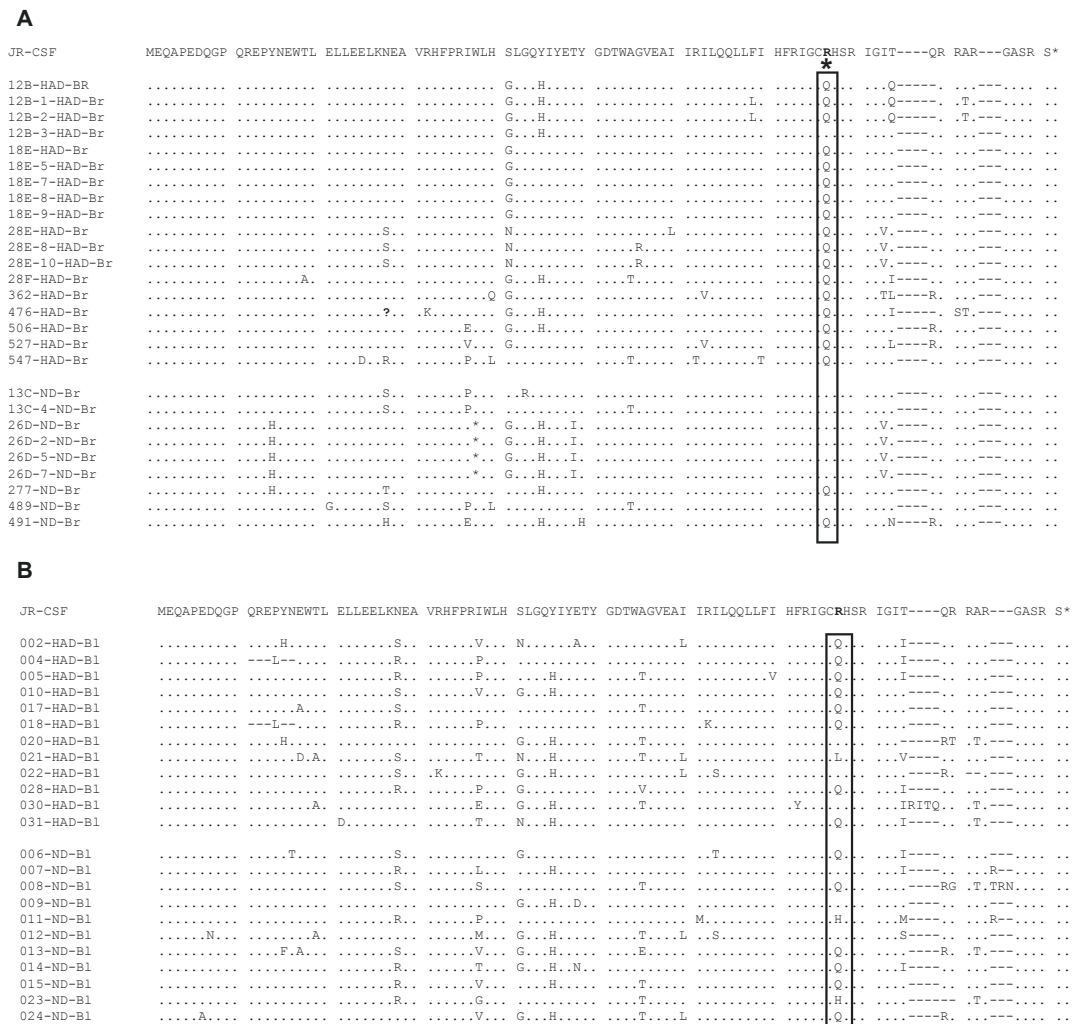 A
JR-CSF MEQAPEDQGP QREPYNEWTL ELLEELKNEA VRHFPRIWLH SLGQYIYETY GDTWAGVEAI IRILQQLLFI HFRIGCRHSR IGIT----QR RAR---GASR S*
*
12B-HAD-BR .......... .......... .......... .......... G...H..... .......... .......... ......Q... ...Q-----. ...---.... ..
12B-1-HAD-Br .......... .......... .......... .......... G...H..... .......... ........L. ......Q... ...Q-----. .T.---.... ..
12B-2-HAD-Br .......... .......... .......... .......... G...H..... .......... ........L. ......Q... ...Q-----. .T.---.... ..
12B-3-HAD-Br .......... .......... .......... .......... G...H..... .......... .......... ......Q... ....----.. ...---.... ..
18E-HAD-Br .......... .......... .......... .......... G......... .......... .......... ......Q... ....----.. ...---.... ..
18E-5-HAD-Br .......... .......... .......... .......... G......... .......... .......... ......Q... ....----.. ...---.... ..
18E-7-HAD-Br .......... .......... .......... .......... G......... .......... .......... ......Q... ....----.. ...---.... ..
18E-8-HAD-Br .......... .......... .......... .......... G......... .......... .......... ......Q... ....----.. ...---.... ..
18E-9-HAD-Br .......... .......... .......... .......... G......... .......... .......... ......Q... ....----.. ...---.... ..
28E-HAD-Br .......... .......... .......S.. .......... N......... .........I .......... ......Q... ..V.----.. ...---.... ..
28E-8-HAD-Br .......... .......... .......S.. .......... N......... .....R.... .......... ......Q... ..V.----.. ...---.... ..
28E-10-HAD-Br .......... .......... .......S.. .......... N......... .....R.... .......... ......Q... ..V.----.. ...---.... ..
28F-HAD-Br .......... ........A. .......... .......... G...H..... ....T..... .......... ......Q... ...I----.. ...---.... ..
362-HAD-Br .......... .......... .......... .........Q G......... .......... ..V....... ......Q... ..TL----R. ...---.... ..
476-HAD-Br .......... .......... .......?.. .K........ G...H..... .......... .......... ......Q... ...I----.. ST.---.... ..
506-HAD-Br .......... .......... .......... ......E... G...H..... .......... .......... ......Q... ....----R. ...---.... ..
527-HAD-Br .......... .......... .......... ......V... G......... .......... ..V....... ......Q... ...L----R. ...---.... ..
547-HAD-Br .......... .......... ....D..R.. ......P..L .......... ....T..... .T.......I ......Q... ....----.. ...---.... ..
13C-ND-Br .......... .......... .......S.. ......P... ..R....... .......... .......... .......... ....----.. ...---.... ..
13C-4-ND-Br .......... .......... .......S.. ......P... .......... ....T..... .......... .......... ....----.. ...---.... ..
26D-ND-Br .......... ....H..... .......... .......*.. G...H...I. .......... .......... .......... ..V.----.. ...---.... ..
26D-2-ND-Br .......... ....H..... .......... .......*.. G...H...I. .......... .......... .......... ..V.----.. ...---.... ..
26D-5-ND-Br .......... ....H..... .......... .......*.. G...H...I. .......... .......... .......... ..V.----.. ...---.... ..
26D-7-ND-Br .......... ....H..... .......... .......*.. G...H...I. .......... .......... .......... ..V.----.. ...---.... ..
277-ND-Br .......... ....H..... .......T.. .......... ....H..... .......... .......... ......Q... ....----.. ...---.... ..
489-ND-Br .......... .......... G......S.. ......P..L .......... ....T..... .......... .......... ....----.. ...---.... ..
491-ND-Br .......... .......... .......H.. ......E... ....H....H .......... .......... ......Q... ...N----R. ...---.... ..
B
JR-CSF MEQAPEDQGP QREPYNEWTL ELLEELKNEA VRHFPRIWLH SLGQYIYETY GDTWAGVEAI IRILQQLLFI HFRIGCRHSR IGIT----QR RAR---GASR S*
002-HAD-Bl .......... ....H..... .......S.. ......V... N......A.. .........L .......... ......Q... ...I----.. ...---.... ..
004-HAD-Bl .......... ---L--.... .......R.. ......P... .......... .......... .......... ......Q... ...I----.. ...---.... ..
005-HAD-Bl .......... .......... .......R.. ......P... ....H..... ....T..... .........V ......Q... ...I----.. ...---.... ..
010-HAD-Bl .......... .......... .......S.. ......V... G...H..... .......... .......... ......Q... ....----.. ...---.... ..
017-HAD-Bl .......... ......A... .......S.. .......... .......... ....T..... .......... ......Q... ....----.. ...---.... ..
018-HAD-Bl .......... ---L--.... .......R.. ......P... .......... .......... .K........ ......Q... ....----.. ...---.... ..
020-HAD-Bl .......... ....H..... .......... .......... G...H..... ....T..... .......... .......... ....----RT .T.---.... ..
021-HAD-Bl .......... ......D.A. .......S.. ......T... N...H..... ....T....L .......... ......L... ...V----.. ...---.... ..
022-HAD-Bl .......... .......... .......S.. .K........ G...H..... .........L ..S....... .......... ....----R. --.---.... ..
028-HAD-Bl .......... .......... .......R.. ......P... G......... ....V..... .......... ......Q... ...I----.. ...---.... ..
030-HAD-Bl .......... ........A. .......... ......E... G...H..... ....T..... .......... .Y........ ...IRITQ.. .T.---.... ..
031-HAD-Bl .......... .......... D......... ......T... N...H..... .......... .......... ......Q... ...I----.. ...---.... ..
006-ND-Bl .......... .....T.... .......S.. .......... G......... .......... ..T....... ......Q... ...I----.. ...---.... ..
007-ND-Bl .......... .......... .......R.. ......L... ....H..... .......... .......... .......... ...I----.. ...R--.... ..
008-ND-Bl .......... .......... .......S.. ......S... .......... ....T..... .......... ......Q... ....----RG .T.TRN.... ..
009-ND-Bl .......... .......... .......... .......... G...H..D.. .......... .......... .......... ....----.. ...---.... ..
011-ND-Bl .......... .......... .......R.. ......P... .......... .......... M......... ......H... ...M----.. ...R--.... ..
012-ND-Bl ......N... ........A. .......... ......M... G...H..... ....T....L ..S....... .......... ...S----.. ...---.... ..
013-ND-Bl .......... ....F.A... .......S.. ......V... G...H..... ....E..... .......... ......Q... ....----R. .T.---.... ..
014-ND-Bl .......... .......... .......R.. ......T... G...H..N.. .......... .......... ......Q... ...I----.. ...---.... ..
015-ND-Bl .......... .......... .......R.. ......V... ....H..... ....T..... .......... ......Q... ....----.. ...---.... ..
023-ND-Bl .......... .......... .......R.. ......G... .......... ....T..... .......... ......H... ....------ .T.---.... ..
024-ND-Bl .....A.... .......... .......... ......V... G...H..... ....T....L .......... ......Q... ....----R. ...---.... ..